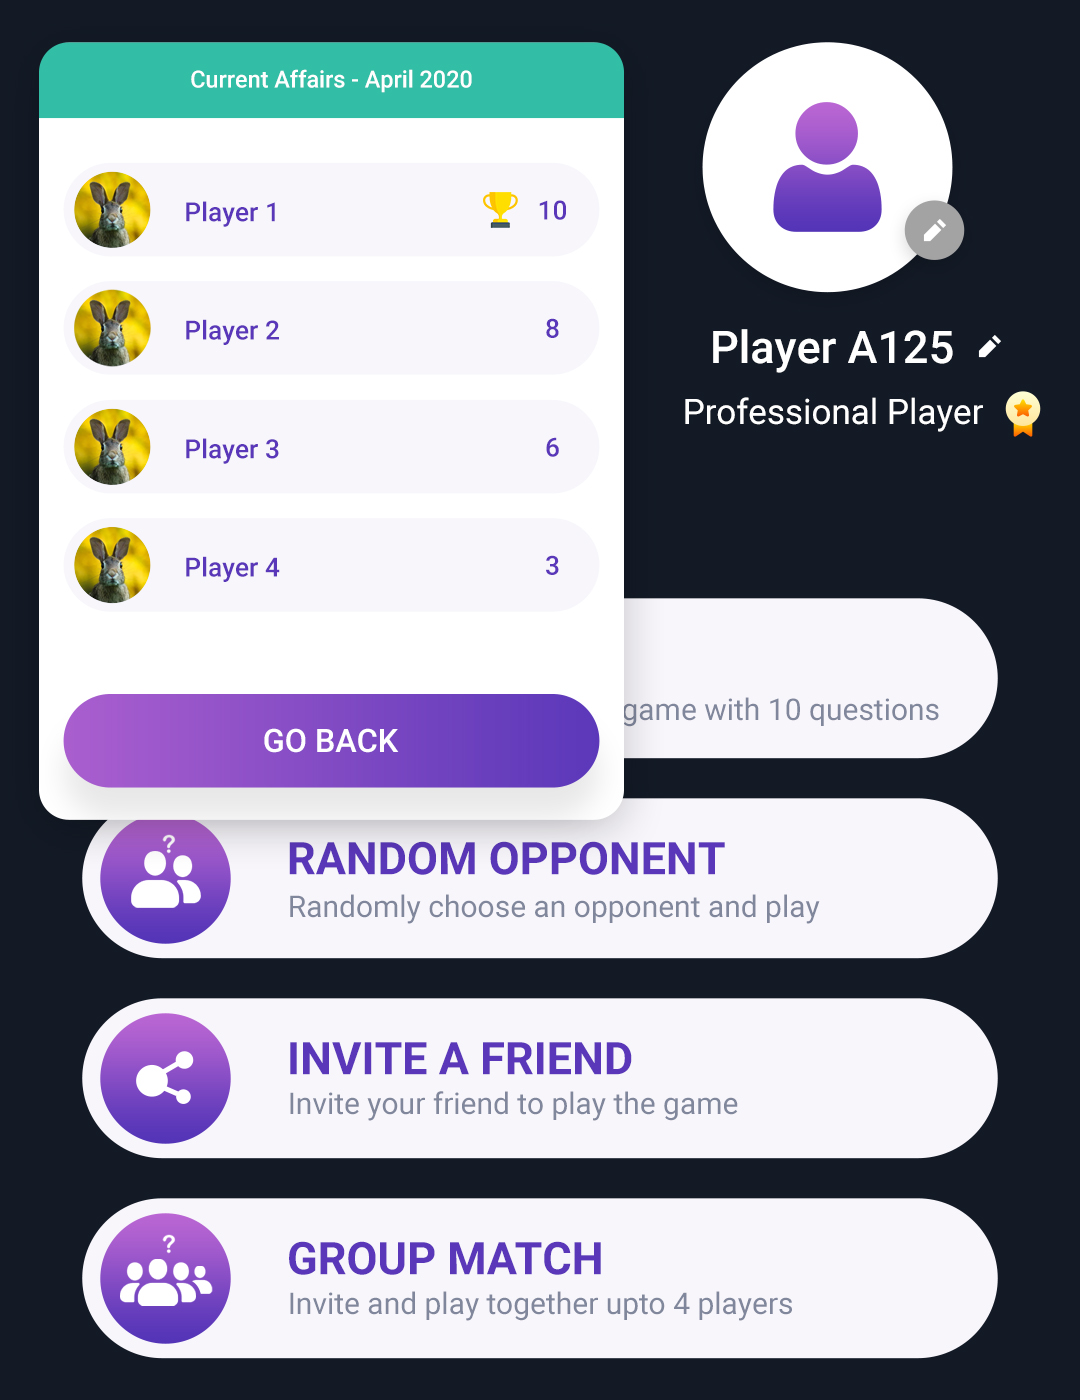 Current Affairs - April 2020
Player 1
10
Player 2
8
Player 3
6
Player 4
3
GO BACK
Player A125
Professional Player
game with 10 questions
?
RANDOM OPPONENT
Randomly choose an opponent and play
INVITE A FRIEND
Invite your friend to play the game
?
GROUP MATCH
Invite and play together upto 4 players